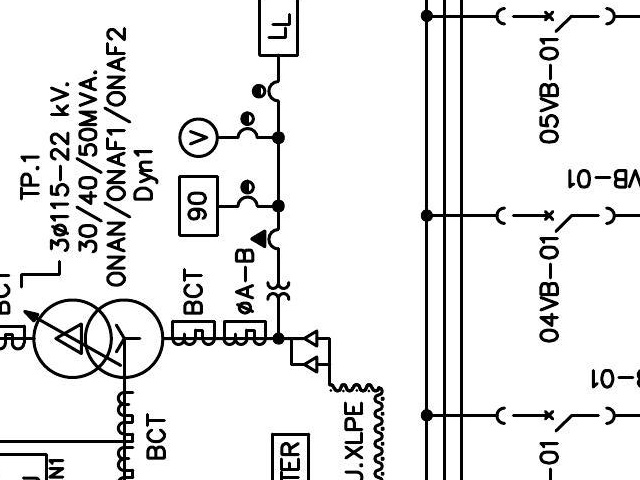 TP.1
3ø115-22 kV.
30/40/50MVA.
ONAN/ONAF1/ONAF2
Dyn1
BCT
BCT
øA-B
BCT
V
90
LL
J.XLPE
TER
N1
05VB-01
VB-01
04VB-01
B-01
-01